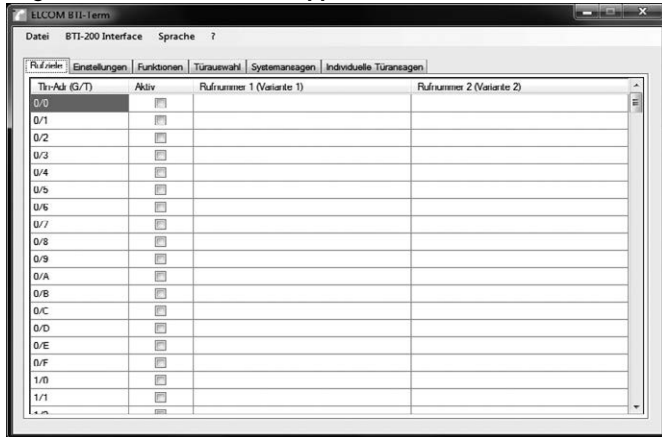 ELCOM BTI-Term
Datei BTI-200 Interface Sprache ?
Rufziele Einstellungen Funktionen Türauswahl Systemansagen Individuelle Türansagen
Tln-Adr (G/T) Aktiv Rufnummer 1 (Variante 1) Rufnummer 2 (Variante 2)
0/0
0/1
0/2
0/3
0/4
0/5
0/6
0/7
0/8
0/9
0/A
0/B
0/C
0/D
0/E
0/F
1/0
1/1